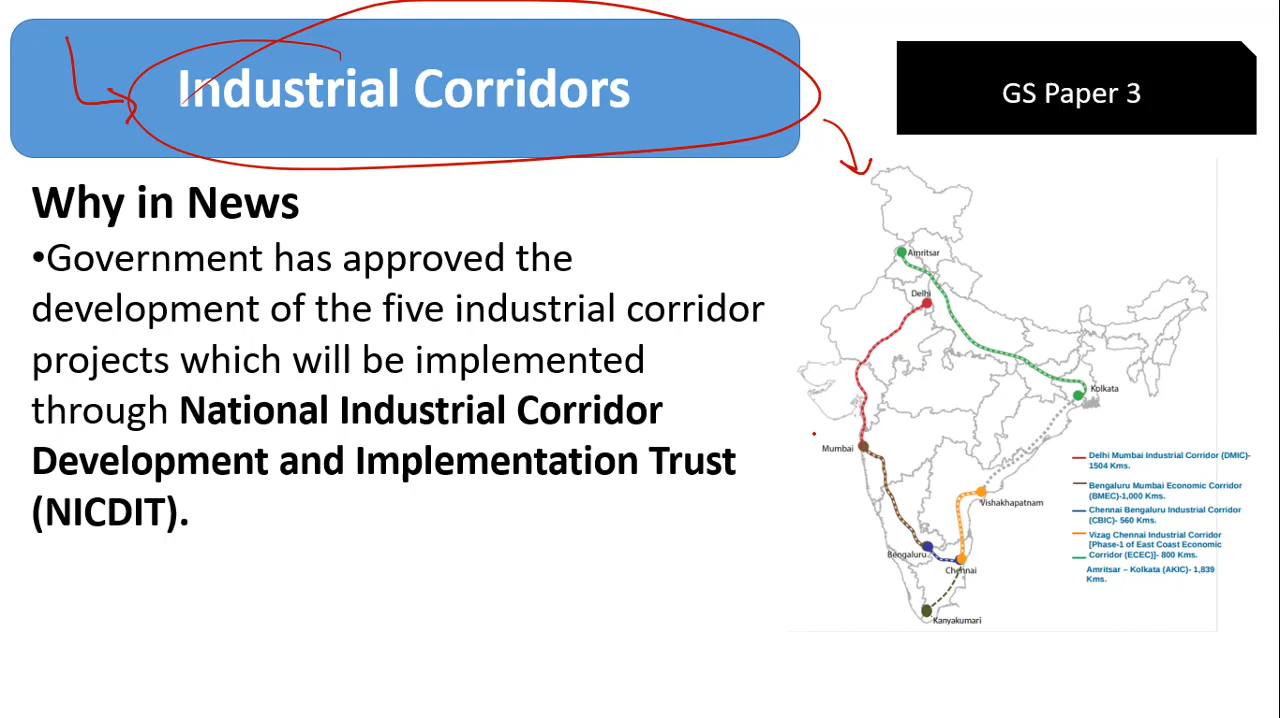 Industrial Corridors
GS Paper 3
Why in News
•Government has approved the
development of the five industrial corridor
projects which will be implemented
through National Industrial Corridor
Development and Implementation Trust
(NICDIT).
Amritsar
Delhi
Kolkata
Mumbai
Vishakhapatnam
Bengaluru
Chennai
Kanyakumari
Delhi Mumbai Industrial Corridor (DMIC)-
1504 Kms.
Bengaluru Mumbai Economic Corridor
(BMEC)-1,000 Kms.
Chennai Bengaluru Industrial Corridor
(CBIC)- 560 Kms.
Vizag Chennai Industrial Corridor
[Phase-1 of East Coast Economic
Corridor (ECEC)]- 800 Kms.
Amritsar – Kolkata (AKIC)- 1,839
Kms.